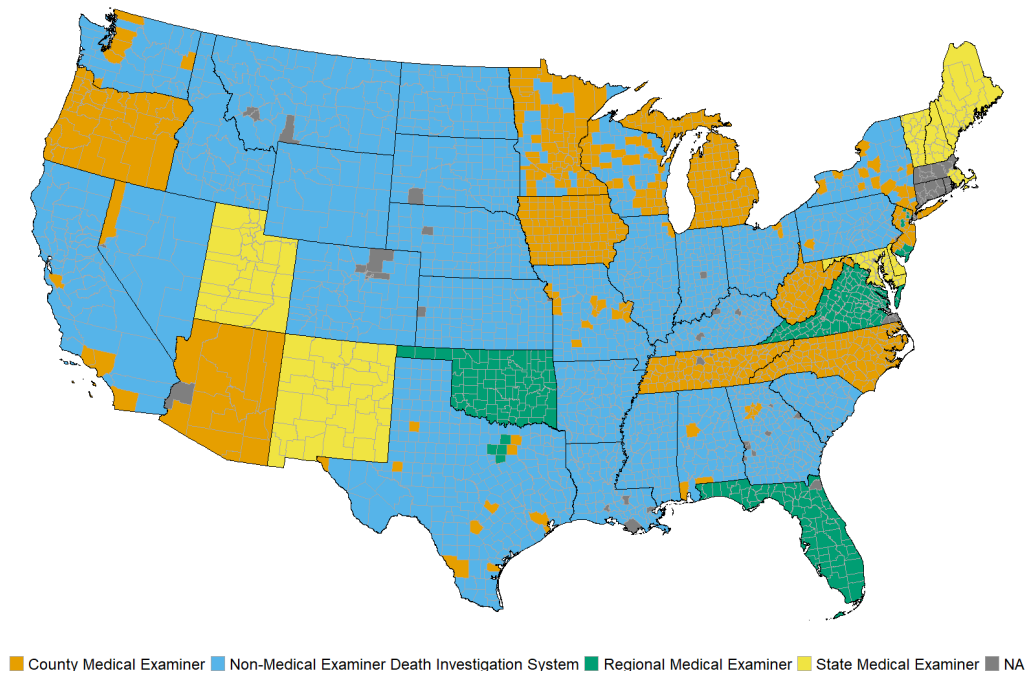 County Medical Examiner Non-Medical Examiner Death Investigation System Regional Medical Examiner State Medical Examiner NA